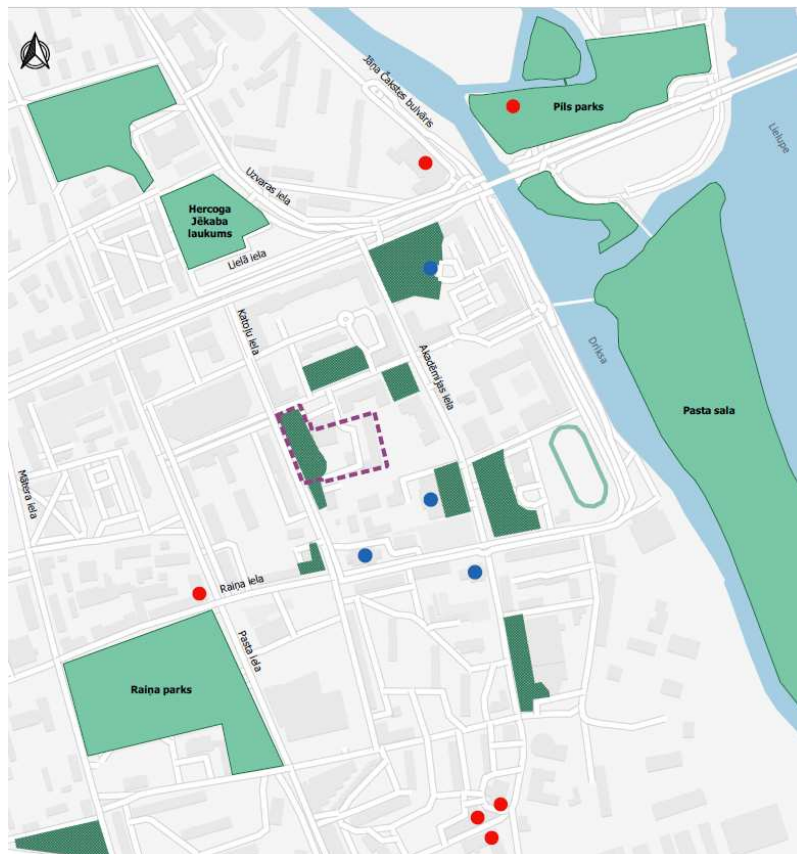 Jāņa Čakstes bulvāris
Pils parks
Lielupe
Uzvaras iela
Hercoga
Jēkaba
laukums
Lielā iela
Katoļu iela
Akadēmijas iela
Driksa
Pasta sala
Mātera iela
Raiņa iela
Pasta iela
Raiņa parks